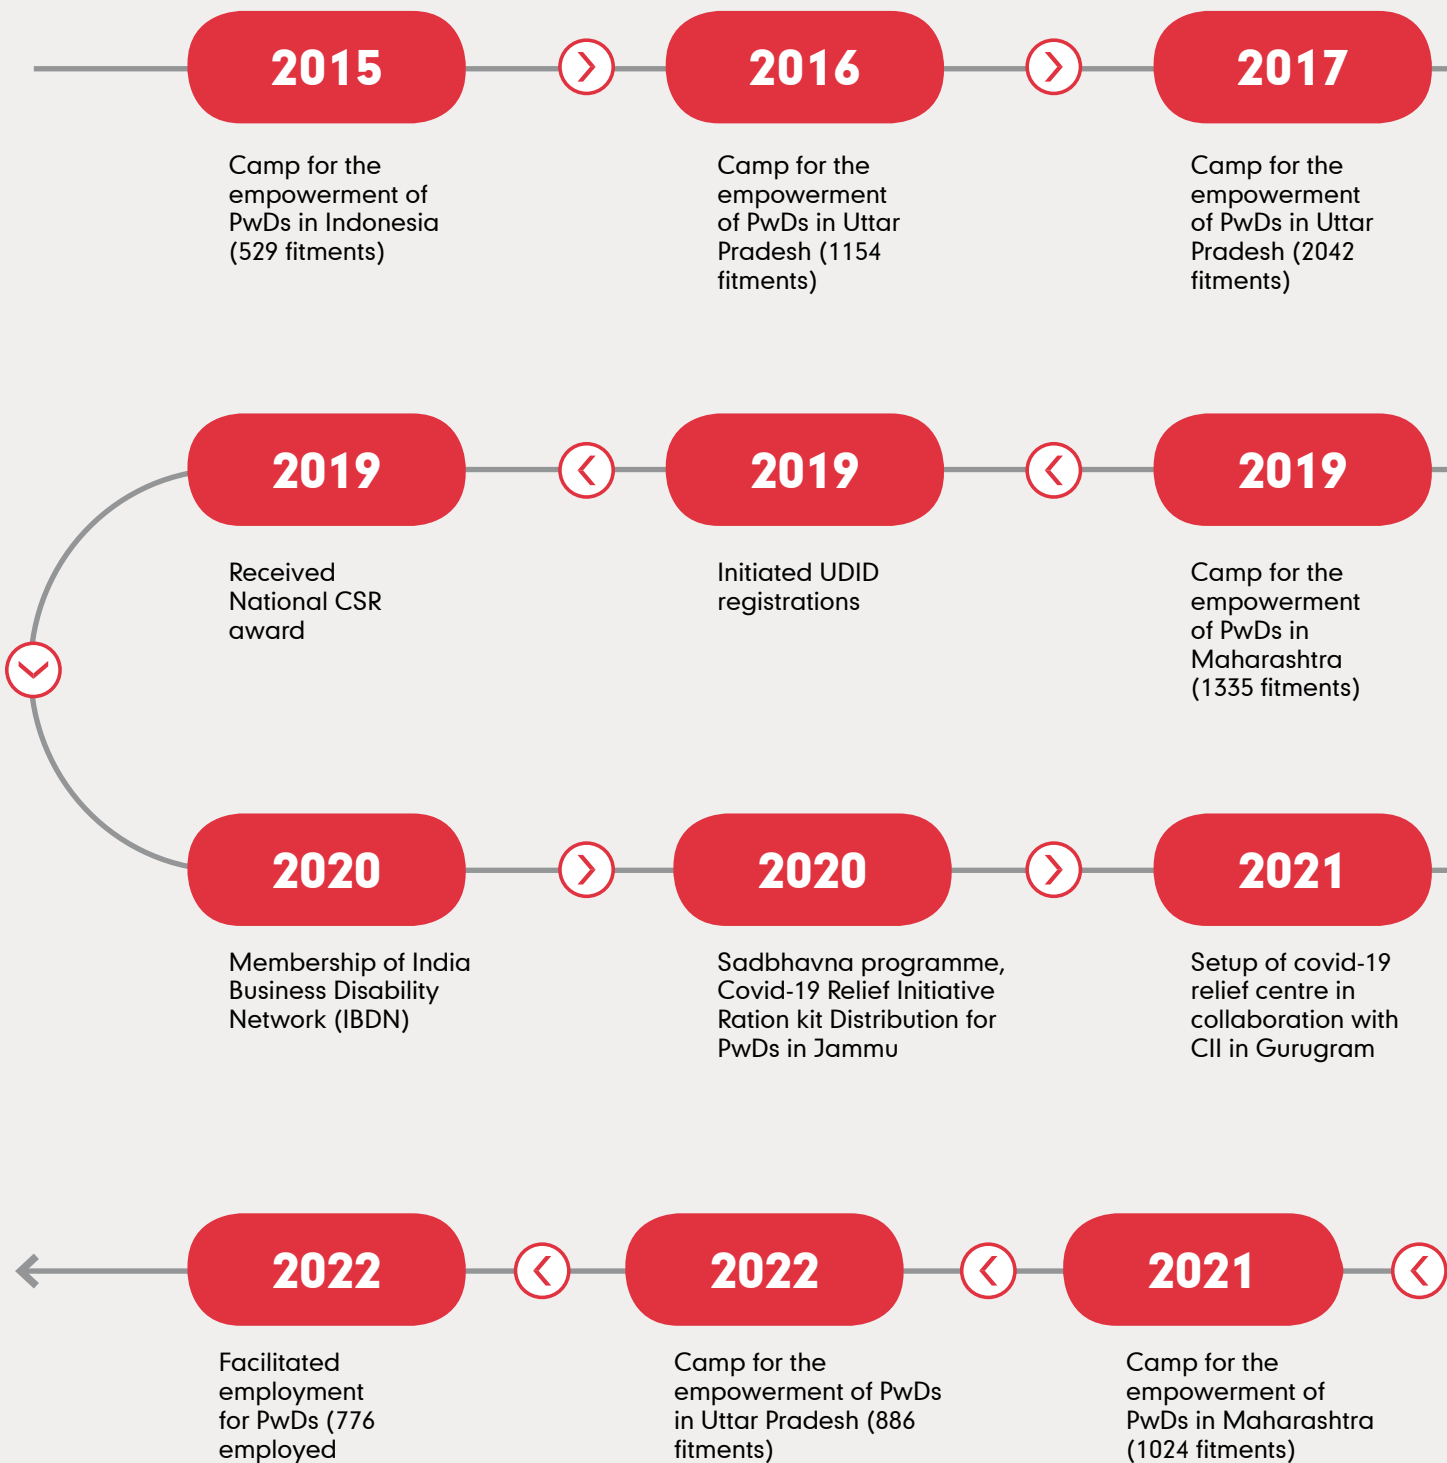 2015
Camp for the
empowerment of
PwDs in Indonesia
(529 fitments)
2016
Camp for the
empowerment
of PwDs in Uttar
Pradesh (1154
fitments)
2017
Camp for the
empowerment
of PwDs in Uttar
Pradesh (2042
fitments)
2019
Received
National CSR
award
2019
Initiated UDID
registrations
2019
Camp for the
empowerment
of PwDs in
Maharashtra
(1335 fitments)
2020
Membership of India
Business Disability
Network (IBDN)
2020
Sadbhavna programme,
Covid-19 Relief Initiative
Ration kit Distribution for
PwDs in Jammu
2021
Setup of covid-19
relief centre in
collaboration with
CII in Gurugram
2022
Facilitated
employment
for PwDs (776
employed
2022
Camp for the
empowerment of PwDs
in Uttar Pradesh (886
fitments)
2021
Camp for the
empowerment of
PwDs in Maharashtra
(1024 fitments)